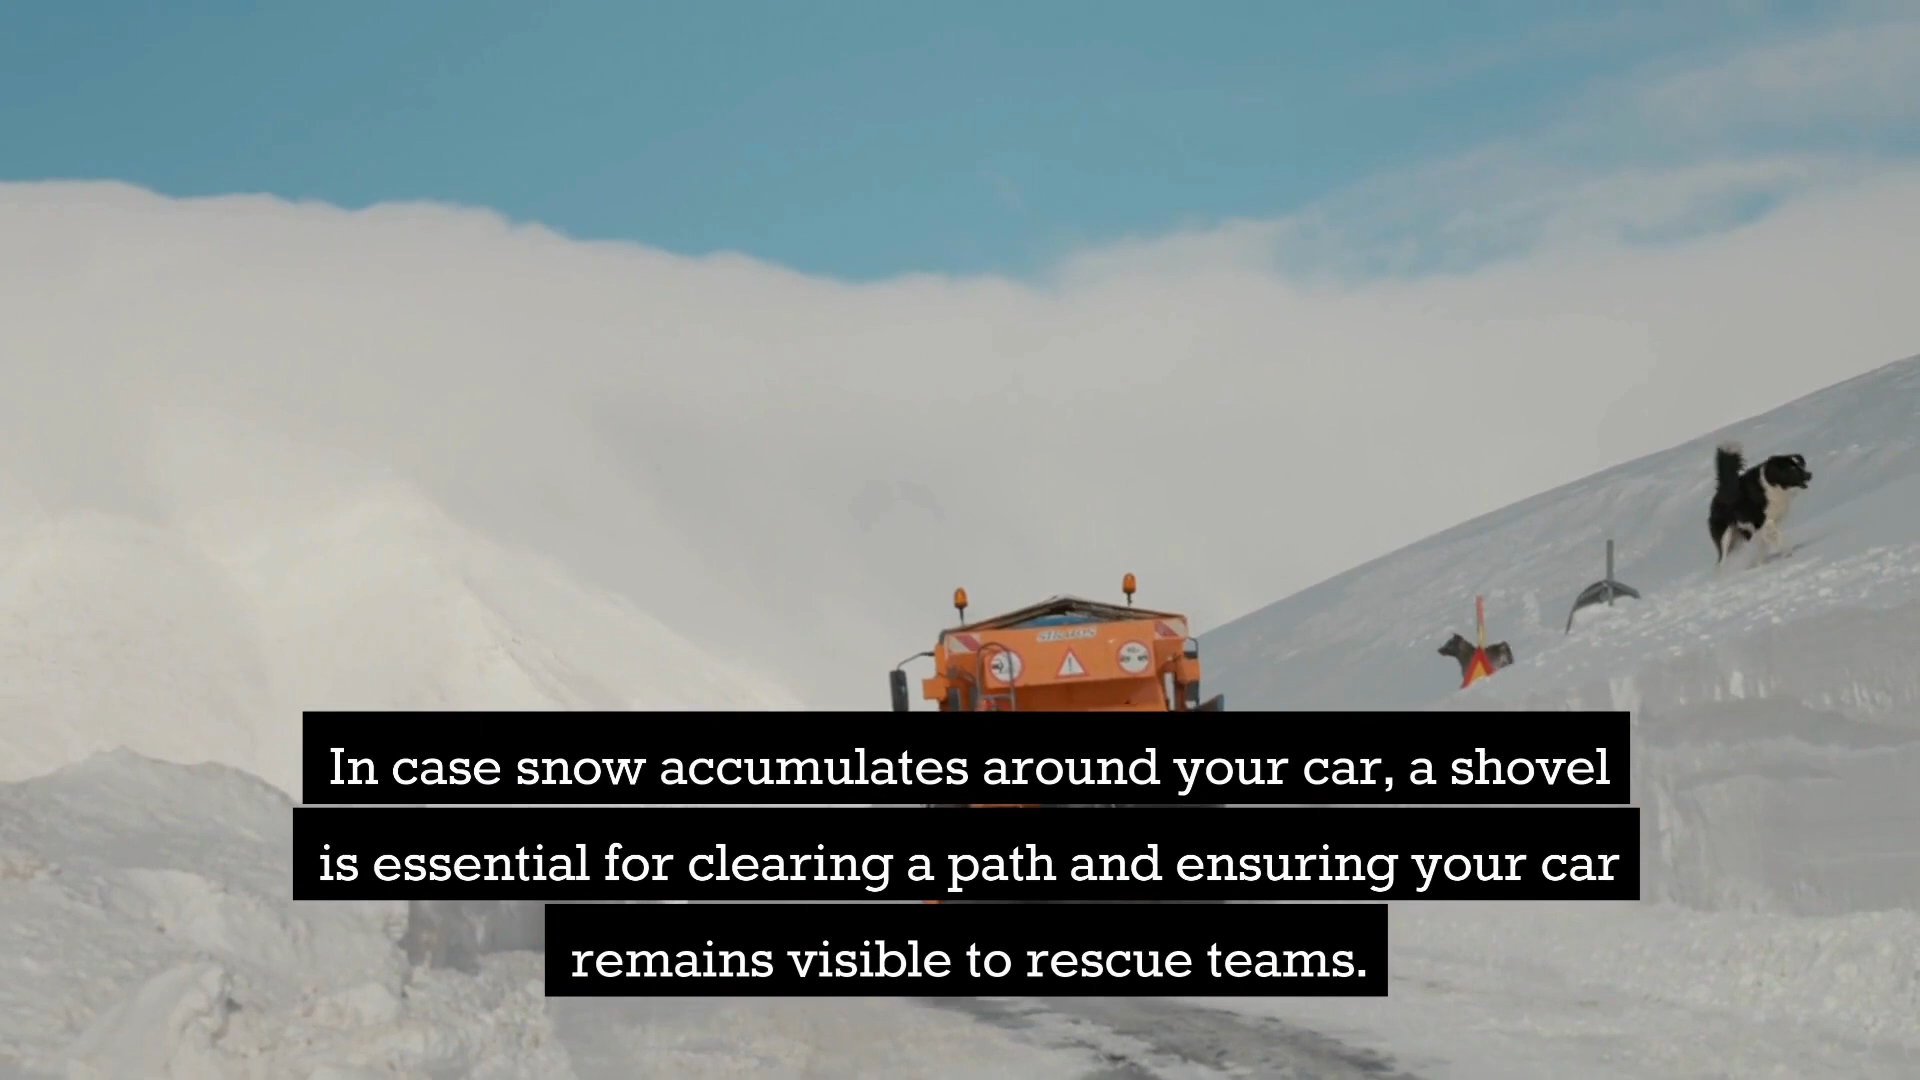 In case snow accumulates around your car, a shovel
is essential for clearing a path and ensuring your car
remains visible to rescue teams.